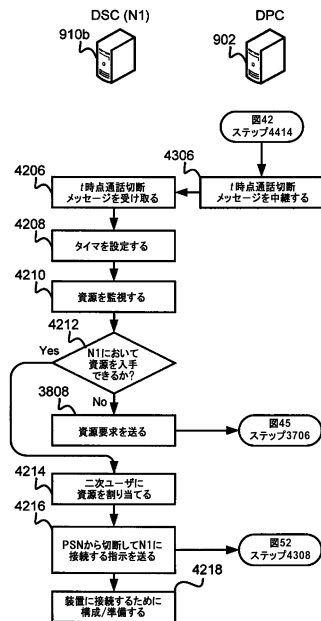 DSC (N1)
DPC
910b
902
図42
ステップ4414
4306
t時点通話切断
メッセージを中継する
4206
t時点通話切断
メッセージを受け取る
4208
タイマを設定する
4210
資源を監視する
4212
N1において
資源を入手
できるか?
Yes
No
3808
資源要求を送る
図45
ステップ3706
4214
二次ユーザに
資源を割り当てる
4216
PSNから切断してN1に
接続する指示を送る
図52
ステップ4308
4218
装置に接続するために
構成/準備する